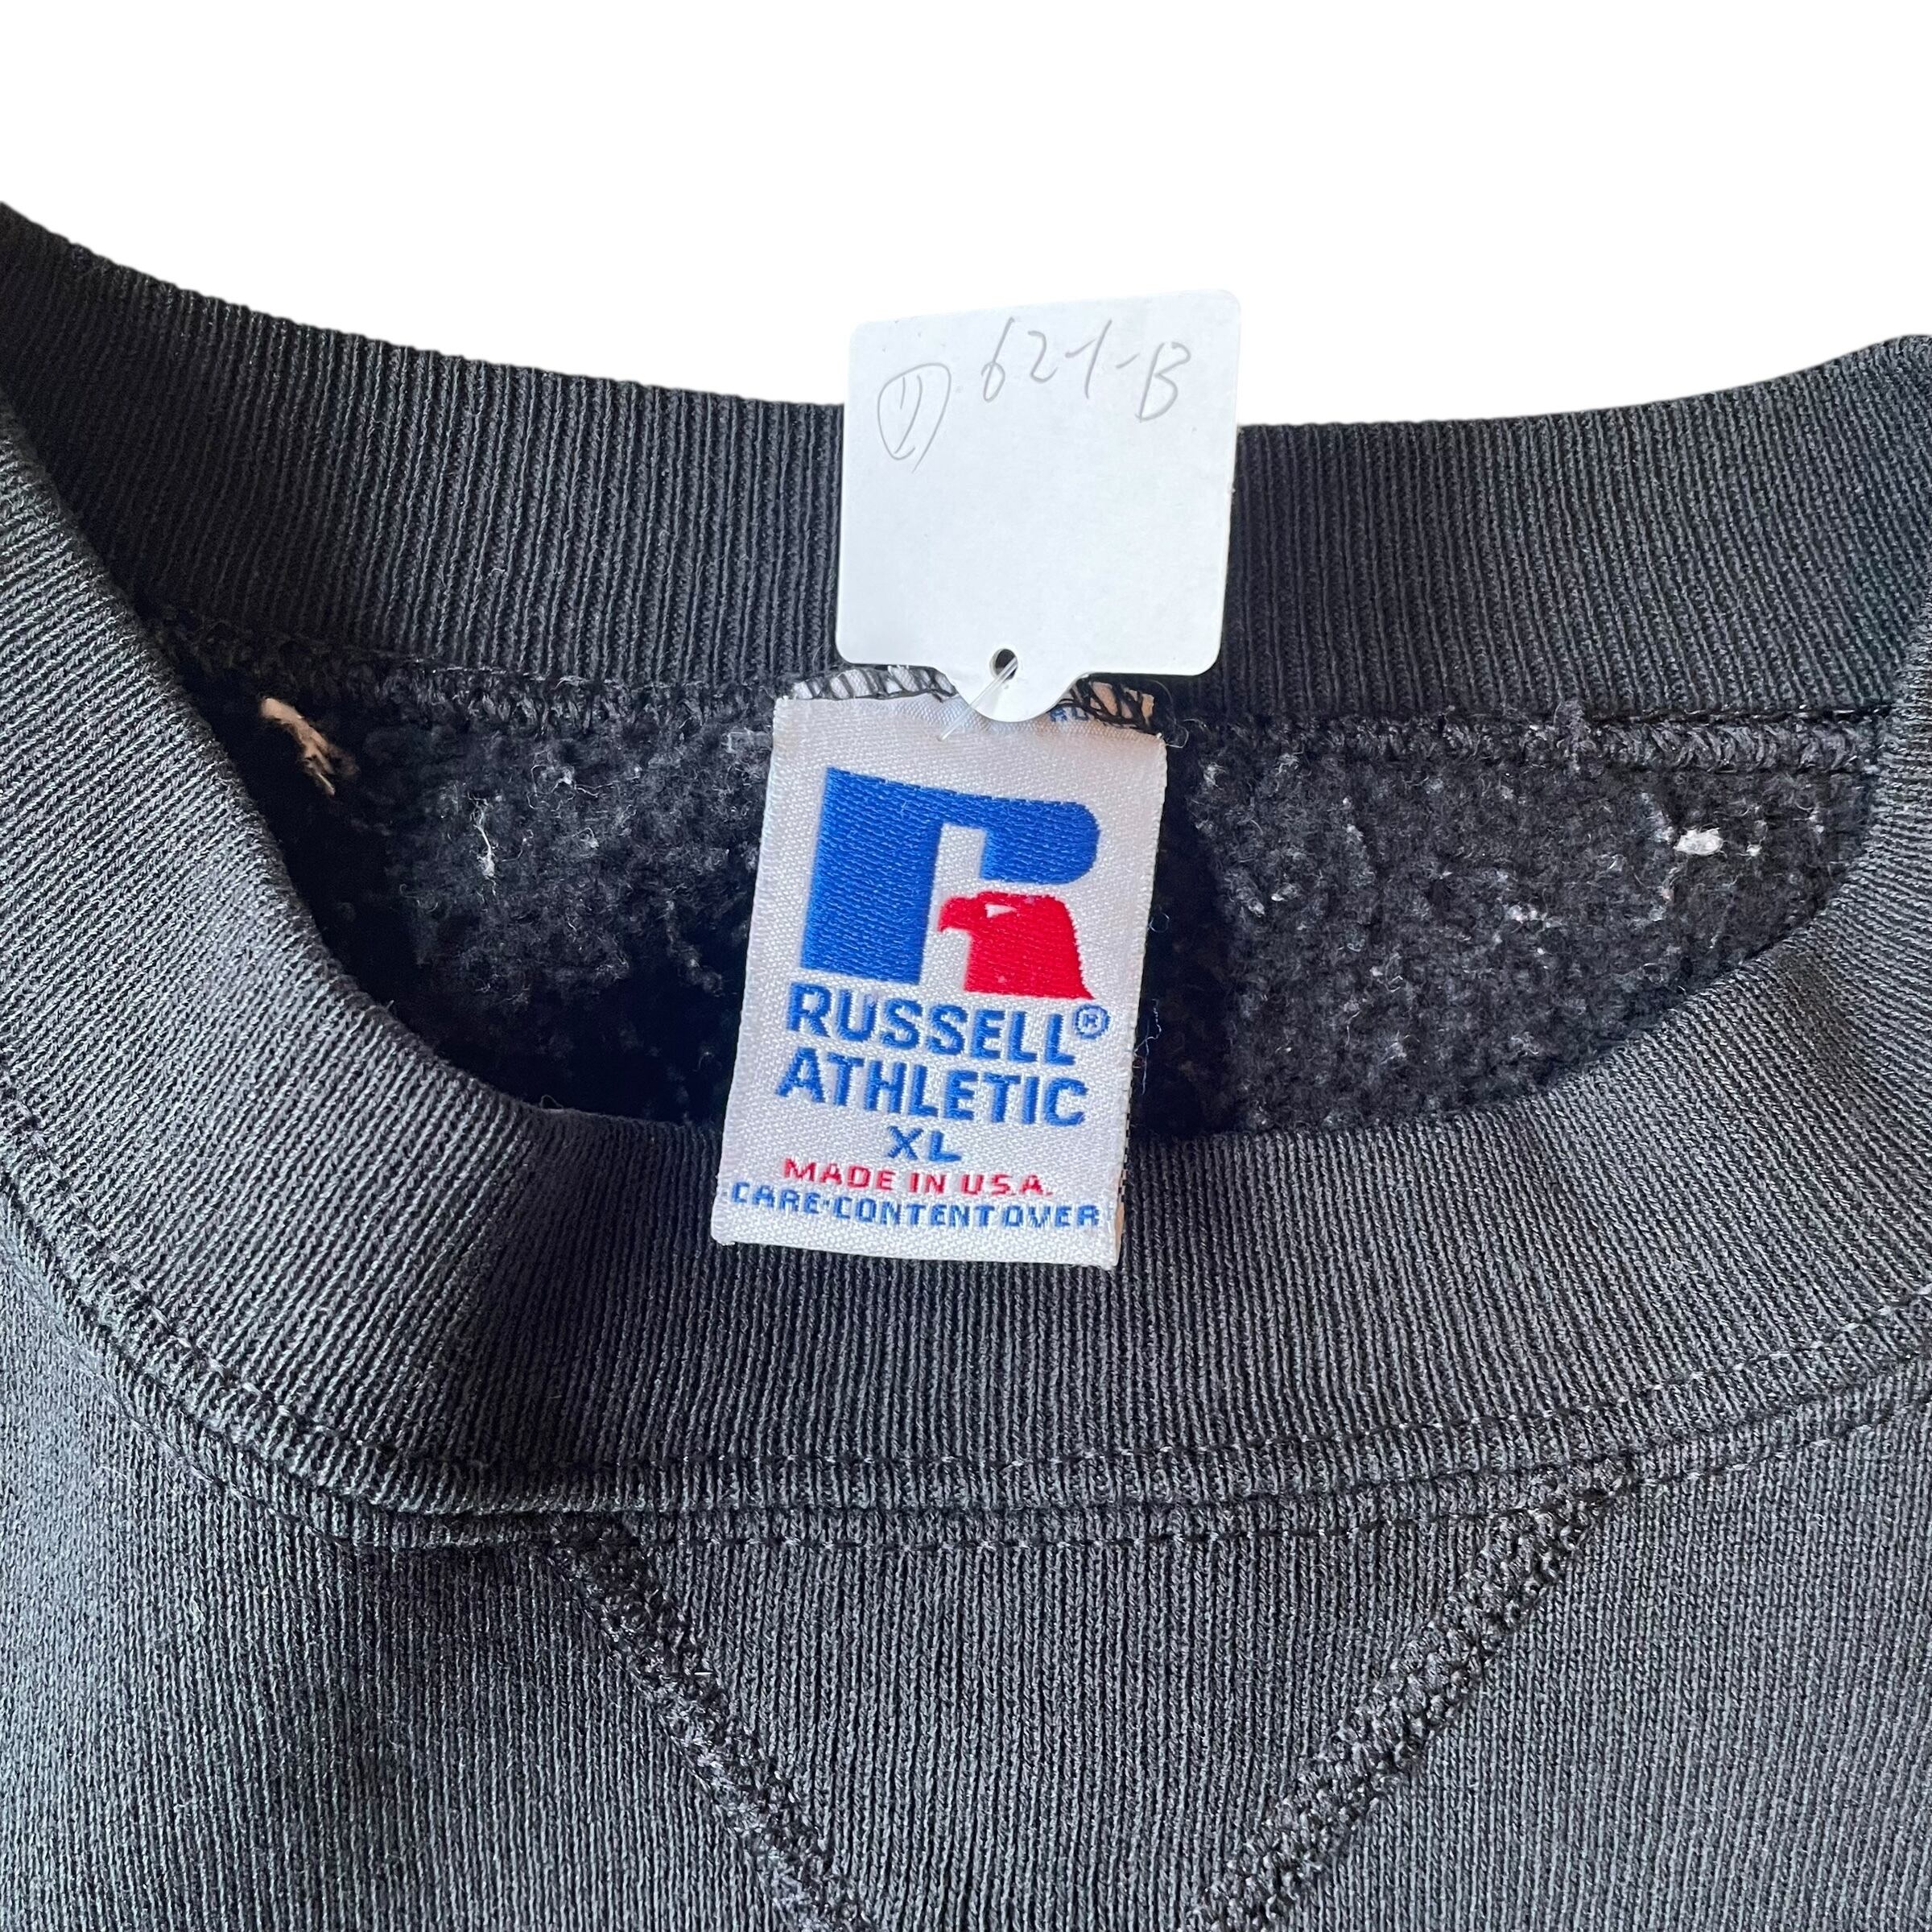 621-B
RUSSELL®
ATHLETIC
XL
MADE IN U.S.A.
CARE·CONTENT OVER